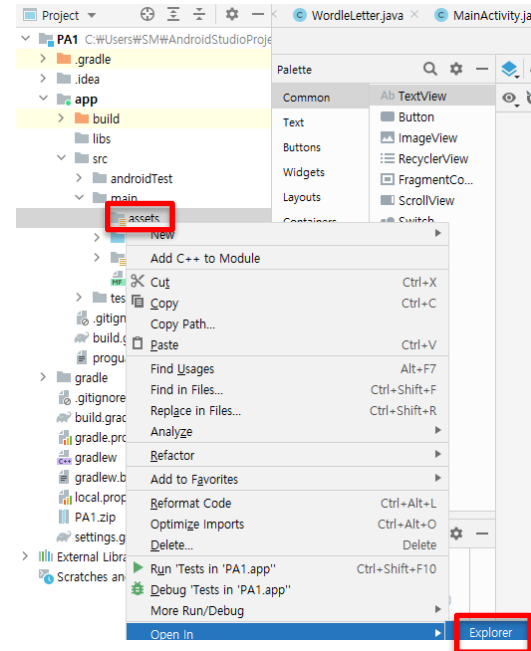 Project
WordleLetter.java
MainActivity.ja
PA1 C:₩Users₩SM₩AndroidStudioProje
.gradle
.idea
app
build
libs
src
androidTest
main
assets
tes
.gitign
build.g
progua
gradle
.gitignore
build.grad
gradle.pro
gradlew
gradlew.b
local.prop
PA1.zip
settings.g
External Libra
Scratches and
Palette
Common
Text
Buttons
Widgets
Layouts
Containers
Ab TextView
Button
ImageView
RecyclerView
FragmentCo...
ScrollView
Switch
New
Add C++ to Module
Cut Ctrl+X
Copy Ctrl+C
Copy Path...
Paste Ctrl+V
Find Usages Alt+F7
Find in Files... Ctrl+Shift+F
Replace in Files... Ctrl+Shift+R
Analyze
Refactor
Add to Favorites
Reformat Code Ctrl+Alt+L
Optimize Imports Ctrl+Alt+O
Delete... Delete
Run 'Tests in 'PA1.app'' Ctrl+Shift+F10
Debug 'Tests in 'PA1.app''
More Run/Debug
Open In
Explorer